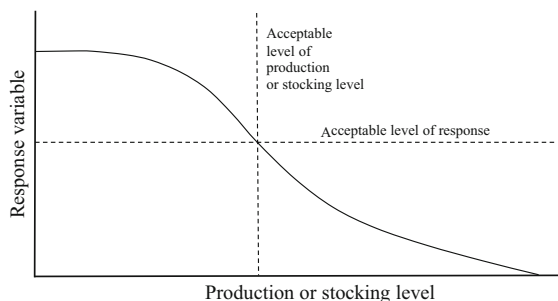 Acceptable
level of
production
or stocking level
Acceptable level of response
Response variable
Production or stocking level